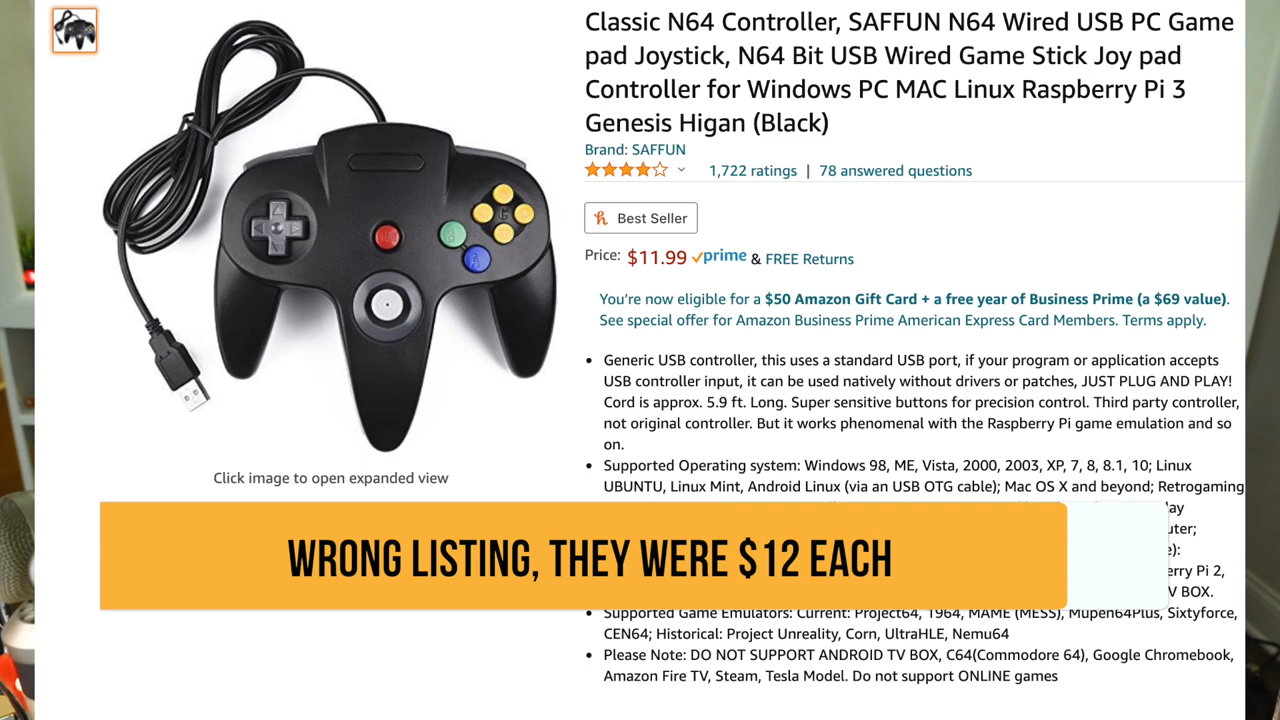 Classic N64 Controller, SAFFUN N64 Wired USB PC Game
pad Joystick, N64 Bit USB Wired Game Stick Joy pad
Controller for Windows PC MAC Linux Raspberry Pi 3
Genesis Higan (Black)
Brand: SAFFUN
1,722 ratings | 78 answered questions
Best Seller
Price: $11.99 prime & FREE Returns
You're now eligible for a $50 Amazon Gift Card + a free year of Business Prime (a $69 value).
See special offer for Amazon Business Prime American Express Card Members. Terms apply.
• Generic USB controller, this uses a standard USB port, if your program or application accepts
USB controller input, it can be used natively without drivers or patches, JUST PLUG AND PLAY!
Cord is approx. 5.9 ft. Long. Super sensitive buttons for precision control. Third party controller,
not original controller. But it works phenomenal with the Raspberry Pi game emulation and so
on.
• Supported Operating system: Windows 98, ME, Vista, 2000, 2003, XP, 7, 8, 8.1, 10; Linux
UBUNTU, Linux Mint, Android Linux (via an USB OTG cable); Mac OS X and beyond; Retrogaming
Click image to open expanded view
WRONG LISTING, THEY WERE $12 EACH
erry Pi 2,
V BOX.
• Supported Game Emulators: Current: Project64, 1964, MAME (MESS), Mupen64Plus, Sixtyforce,
CEN64; Historical: Project Unreality, Corn, UltraHLE, Nemu64
• Please Note: DO NOT SUPPORT ANDROID TV BOX, C64(Commodore 64), Google Chromebook,
Amazon Fire TV, Steam, Tesla Model. Do not support ONLINE games